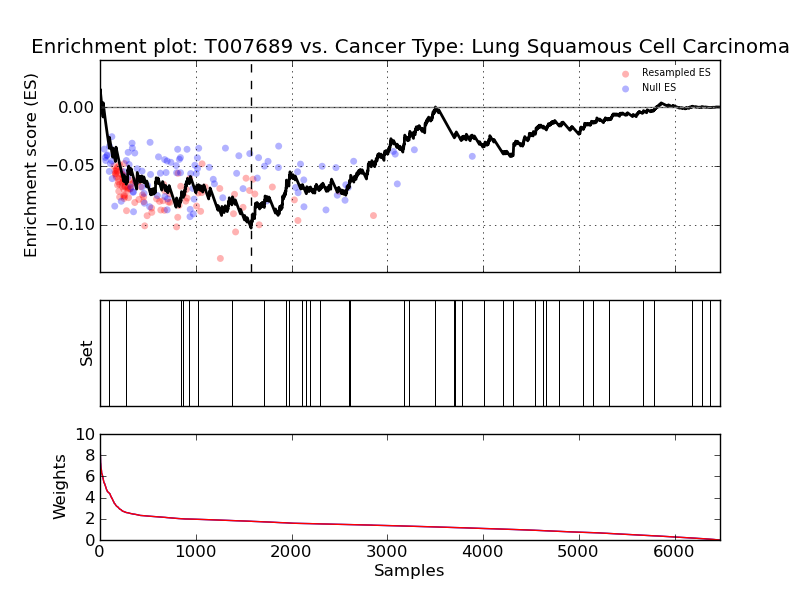 Enrichment plot: T007689 vs. Cancer Type: Lung Squamous Cell Carcinoma
Enrichment score (ES)
0.00
−0.05
−0.10
Resampled ES
Null ES
Set
Weights
10
8
6
4
2
0
0 1000 2000 3000 4000 5000 6000
Samples